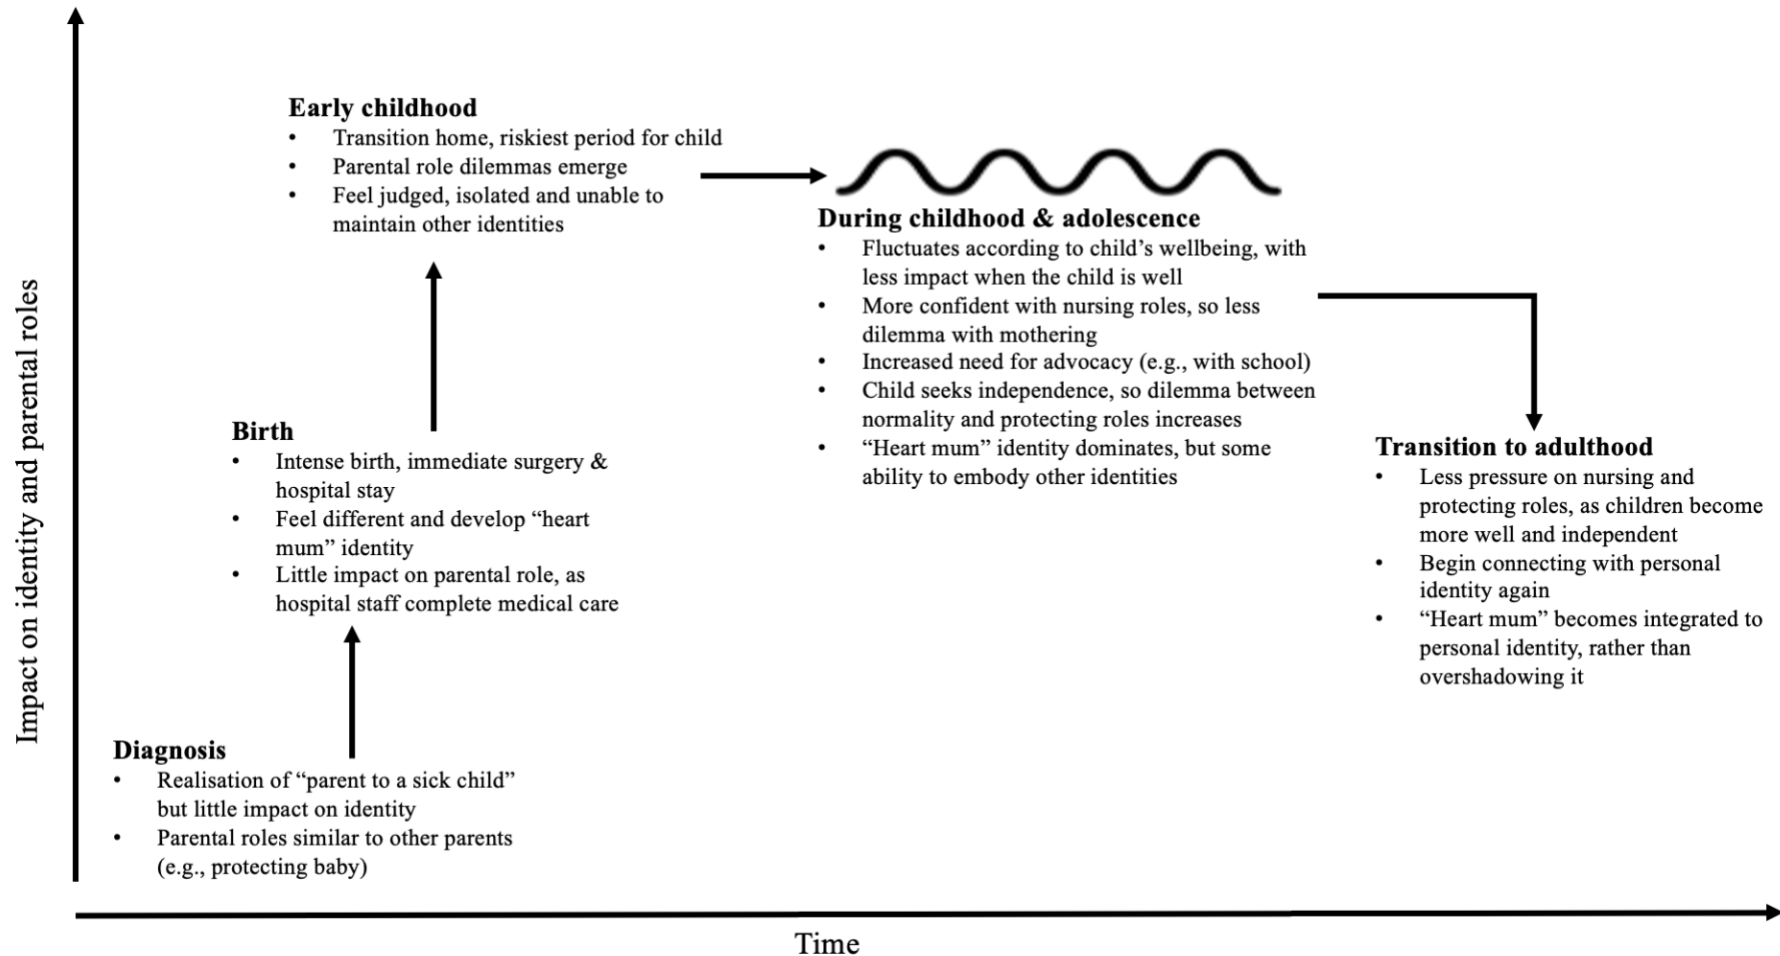 Impact on identity and parental roles
Early childhood
• Transition home, riskiest period for child
• Parental role dilemmas emerge
• Feel judged, isolated and unable to
maintain other identities
During childhood & adolescence
• Fluctuates according to child’s wellbeing, with
less impact when the child is well
• More confident with nursing roles, so less
dilemma with mothering
• Increased need for advocacy (e.g., with school)
• Child seeks independence, so dilemma between
normality and protecting roles increases
• “Heart mum” identity dominates, but some
ability to embody other identities
Birth
• Intense birth, immediate surgery &
hospital stay
• Feel different and develop “heart
mum” identity
• Little impact on parental role, as
hospital staff complete medical care
Transition to adulthood
• Less pressure on nursing and
protecting roles, as children become
more well and independent
• Begin connecting with personal
identity again
• “Heart mum” becomes integrated to
personal identity, rather than
overshadowing it
Diagnosis
• Realisation of “parent to a sick child”
but little impact on identity
• Parental roles similar to other parents
(e.g., protecting baby)
Time